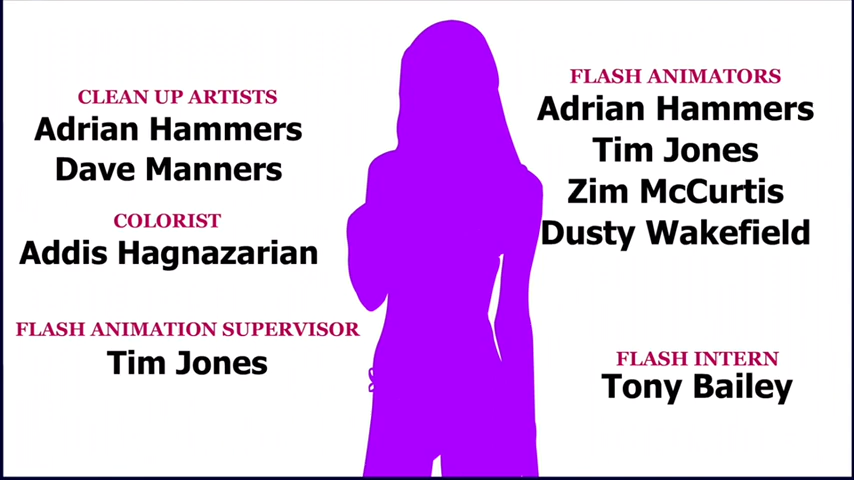 CLEAN UP ARTISTS
Adrian Hammers
Dave Manners
COLORIST
Addis Hagnazarian
FLASH ANIMATION SUPERVISOR
Tim Jones
FLASH ANIMATORS
Adrian Hammers
Tim Jones
Zim McCurtis
Dusty Wakefield
FLASH INTERN
Tony Bailey